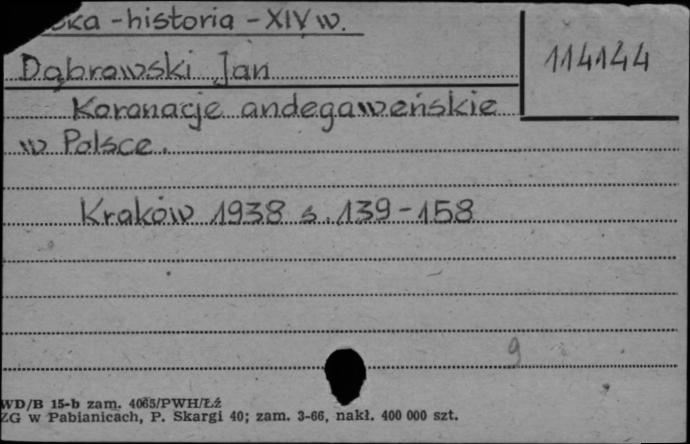 -historia - XIV w.
114144
Dąbrowski Jan
Koronacje andegaweńskie
w Polsce.
Kraków 1938 s. 139-158
9
WD/B 15-b zam. 4065/PWH/Łź
ZG w Pabianicach, P. Skargi 40; zam. 3-66, nakł. 400 000 szt.